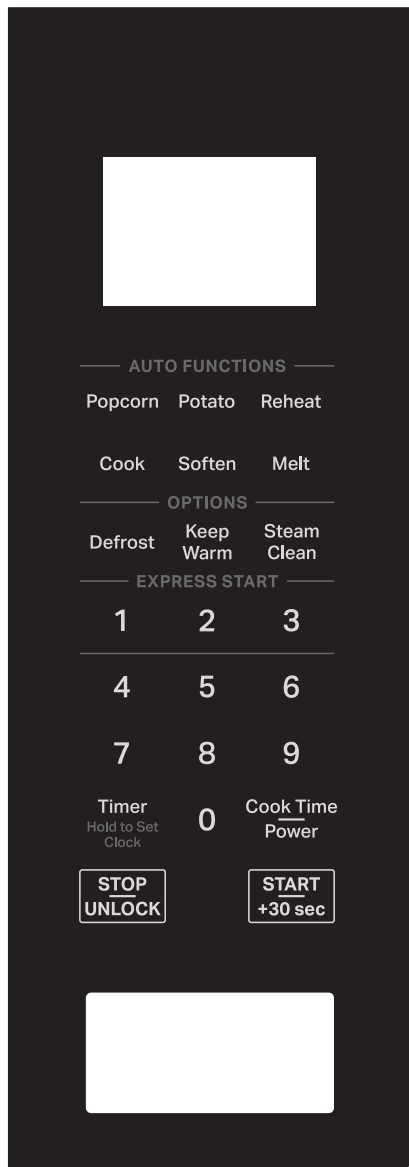 AUTO FUNCTIONS
Popcorn Potato Reheat
Cook Soften Melt
OPTIONS
Defrost Keep Warm Steam Clean
EXPRESS START
1 2 3
4 5 6
7 8 9
Timer
Hold to Set
Clock
0
Cook Time
Power
STOP
UNLOCK
START
+30 sec